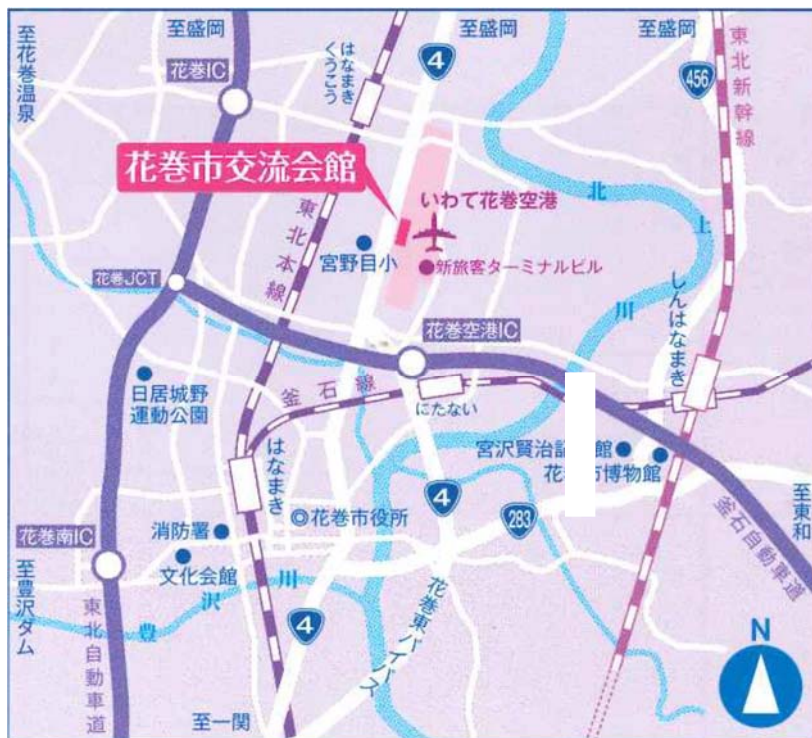 至盛岡
至盛岡
至盛岡
至花巻温泉
花巻IC
はなまき
くうこう
4
456
東北新幹線
花巻市交流会館
いわて花巻空港
北上川
東北本線
宮野目小
新旅客ターミナルビル
花巻JCT
しんはなまき
花巻空港IC
日居城野
運動公園
釜石線
にたない
はなまき
宮沢賢治
館
花
博物館
4
283
至東和
釜石自動車道
花巻市役所
消防署
花巻南IC
文化会館
至豊沢ダム
豊沢川
4
花巻東バイパス
東北自動車道
至一関
N